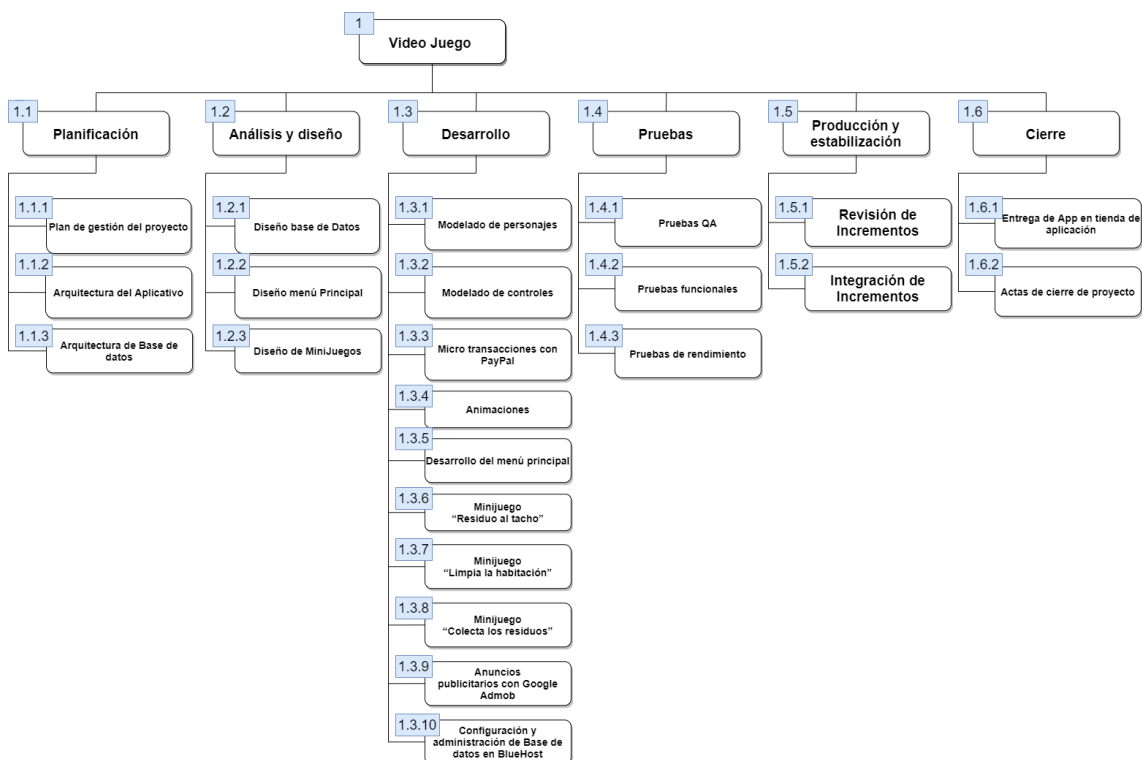 1
Video Juego
1.1
Planificación
1.1.1
Plan de gestión del proyecto
1.1.2
Arquitectura del Aplicativo
1.1.3
Arquitectura de Base de
datos
1.2
Análisis y diseño
1.2.1
Diseño base de Datos
1.2.2
Diseño menú Principal
1.2.3
Diseño de MiniJuegos
1.3
Desarrollo
1.3.1
Modelado de personajes
1.3.2
Modelado de controles
1.3.3
Micro transacciones con
PayPal
1.3.4
Animaciones
1.3.5
Desarrollo del menú principal
1.3.6
Minijuego
“Residuo al tacho”
1.3.7
Minijuego
“Limpia la habitación”
1.3.8
Minijuego
“Colecta los residuos”
1.3.9
Anuncios
publicitarios con Google
Admob
1.3.10
Configuración y
administración de Base de
datos en BlueHost
1.4
Pruebas
1.4.1
Pruebas QA
1.4.2
Pruebas funcionales
1.4.3
Pruebas de rendimiento
1.5
Producción y
estabilización
1.5.1
Revisión de
Incrementos
1.5.2
Integración de
Incrementos
1.6
Cierre
1.6.1
Entrega de App en tienda de
aplicación
1.6.2
Actas de cierre de proyecto